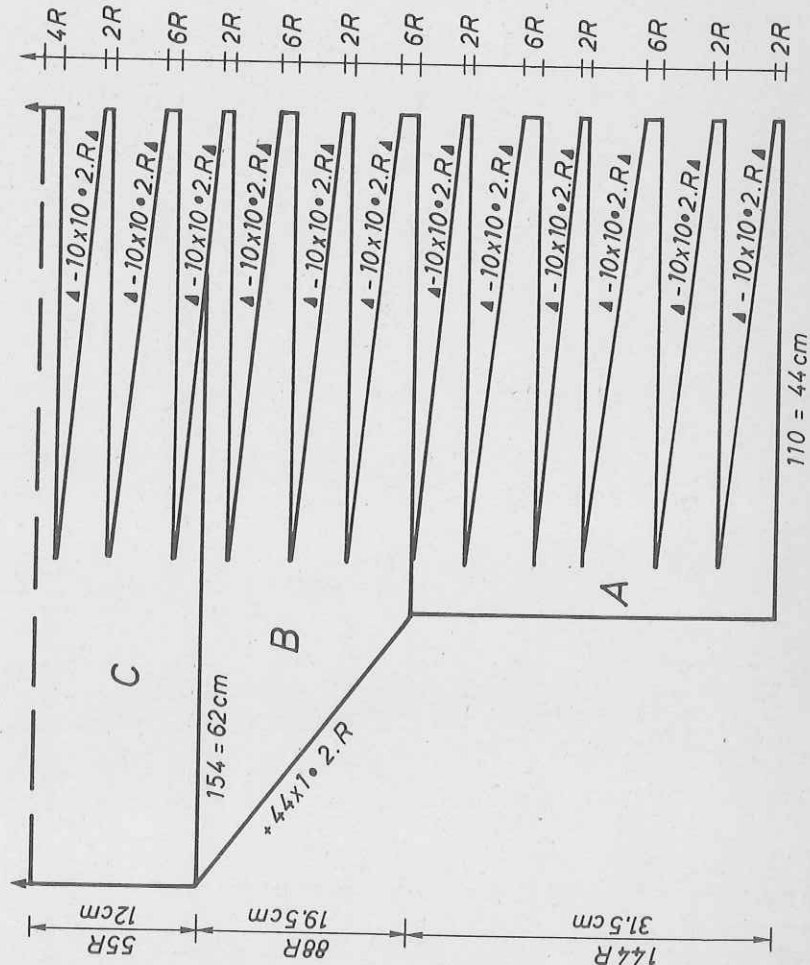 4R
2R
6R
2R
6R
2R
6R
2R
6R
2R
6R
2R
2R
▲ - 10x10 • 2.R▲
▲ - 10x10 • 2.R▲
▲ - 10x10 • 2.R▲
▲ - 10x10 • 2.R▲
▲ - 10x10 • 2.R▲
▲ - 10x10 • 2.R▲
▲ - 10x10 • 2.R▲
▲ - 10x10 • 2.R▲
▲ - 10x10 • 2.R▲
▲ - 10x10 • 2.R▲
▲ - 10x10 • 2.R▲
▲ - 10x10 • 2.R▲
C
B
A
154 = 62cm
+44x1• 2.R
110 = 44cm
12cm
55R
19.5cm
88R
31.5cm
144R